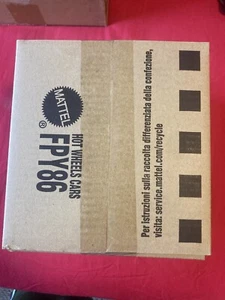 MATTEL
®
HOT WHEELS CARS
FPY86
Per istruzioni sulla raccolta differenziata della confezione,
visita: service.mattel.com/recycle